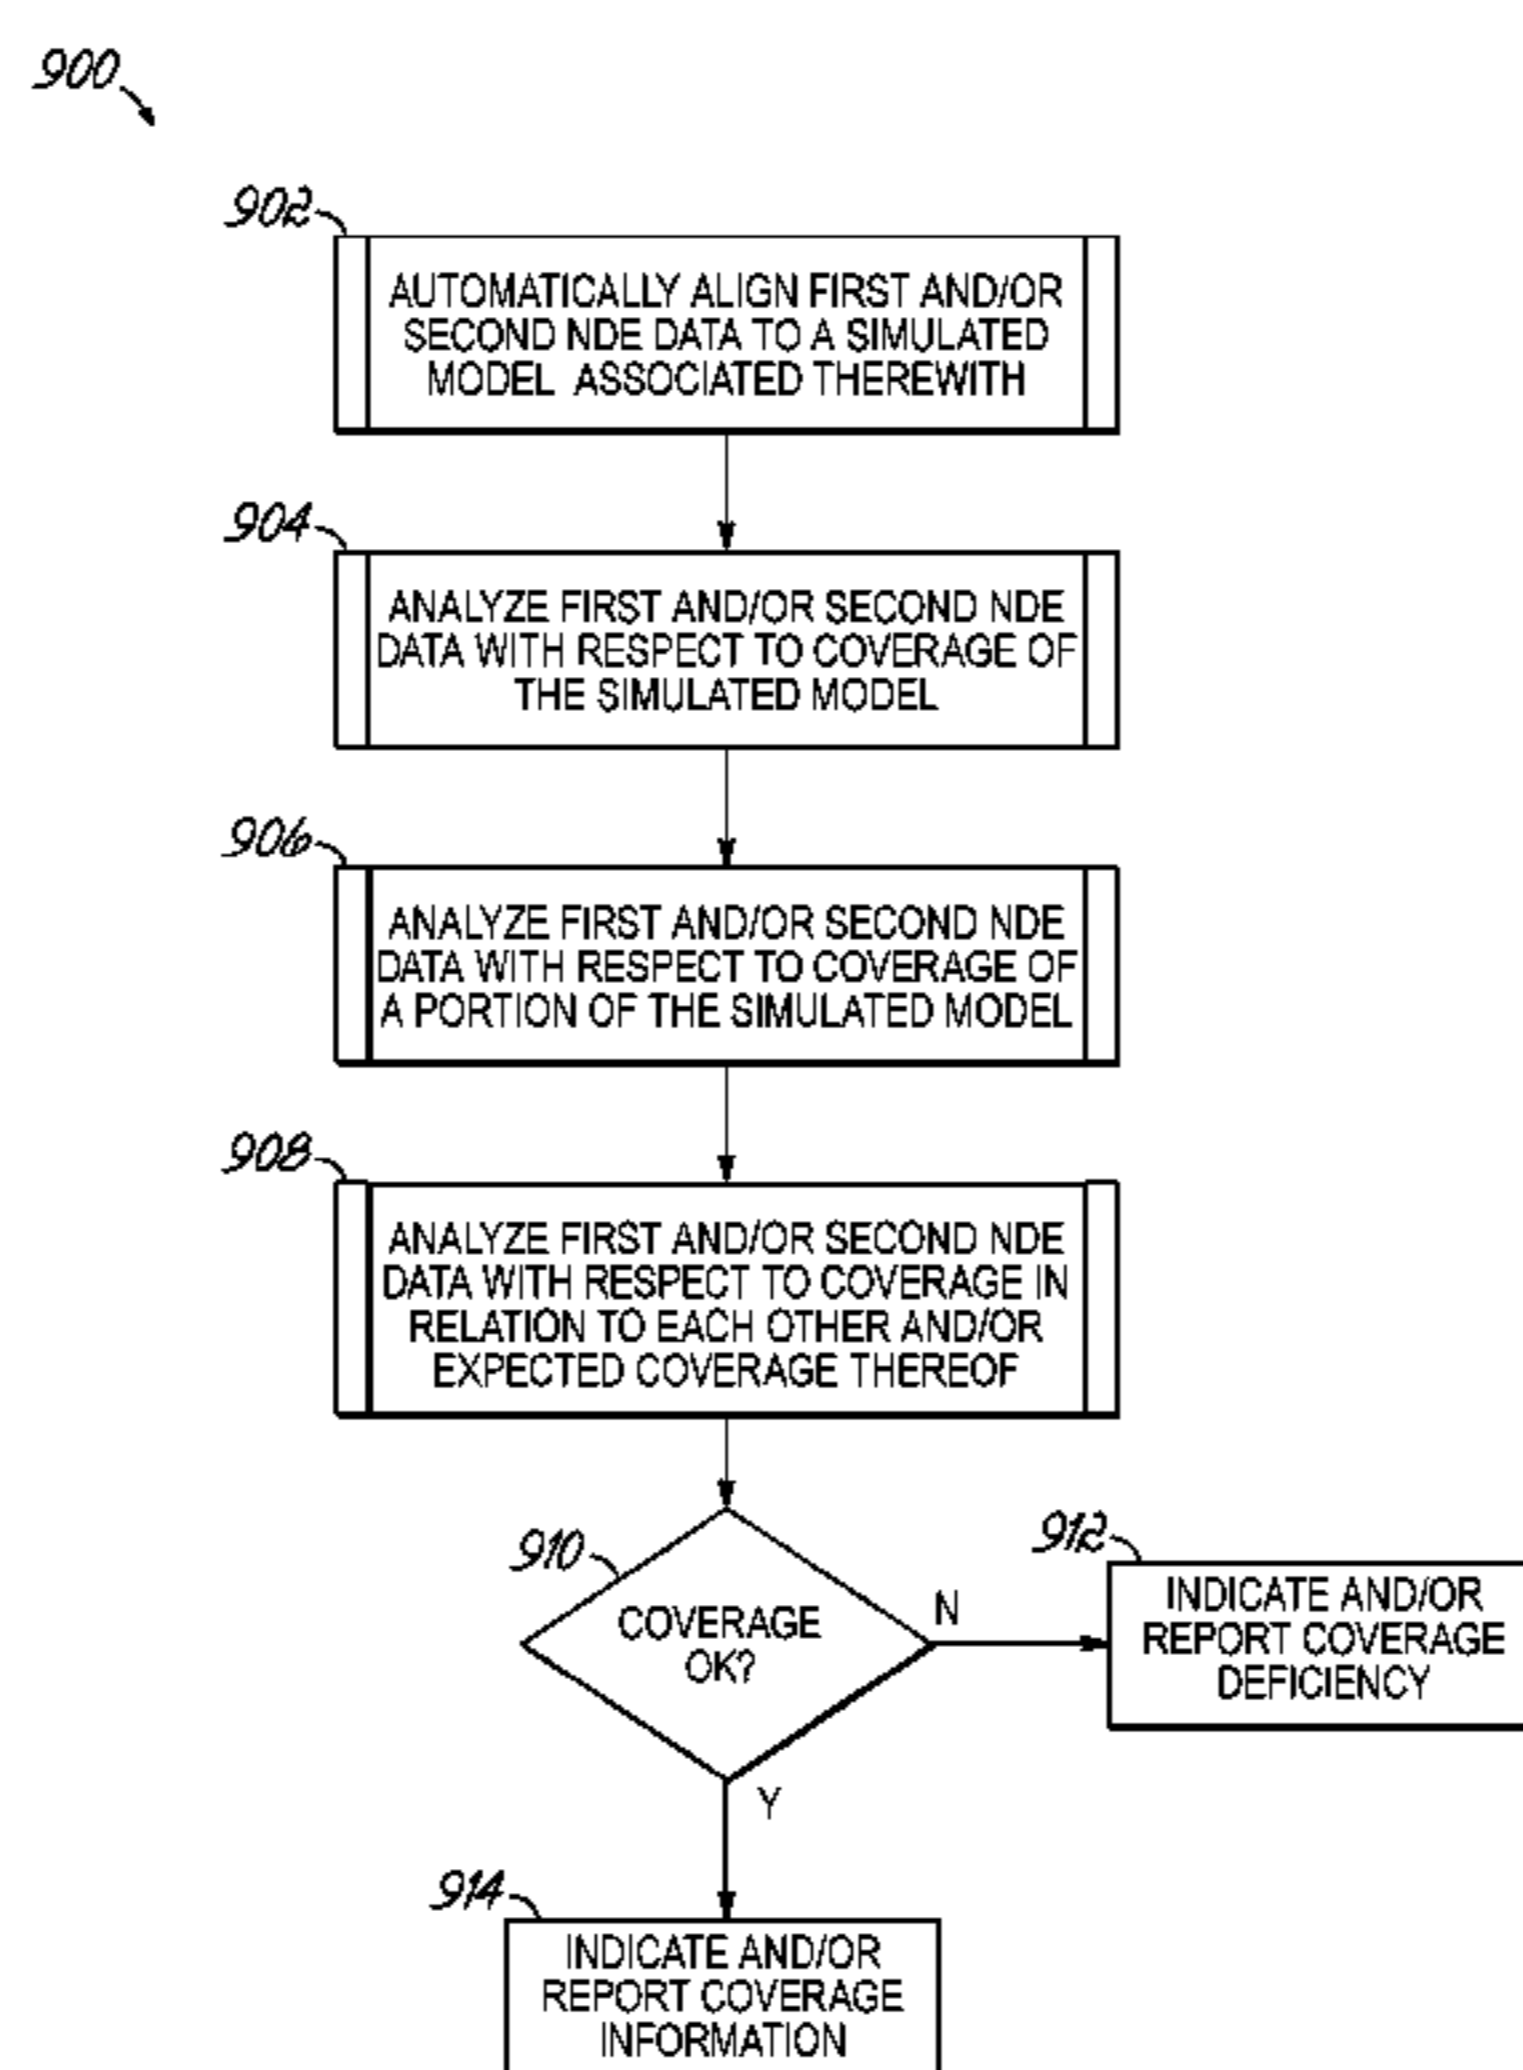 900
902
AUTOMATICALLY ALIGN FIRST AND/OR
SECOND NDE DATA TO A SIMULATED
MODEL ASSOCIATED THEREWITH
904
ANALYZE FIRST AND/OR SECOND NDE
DATA WITH RESPECT TO COVERAGE OF
THE SIMULATED MODEL
906
ANALYZE FIRST AND/OR SECOND NDE
DATA WITH RESPECT TO COVERAGE OF
A PORTION OF THE SIMULATED MODEL
908
ANALYZE FIRST AND/OR SECOND NDE
DATA WITH RESPECT TO COVERAGE IN
RELATION TO EACH OTHER AND/OR
EXPECTED COVERAGE THEREOF
910
COVERAGE
OK?
N
912
INDICATE AND/OR
REPORT COVERAGE
DEFICIENCY
Y
914
INDICATE AND/OR
REPORT COVERAGE
INFORMATION